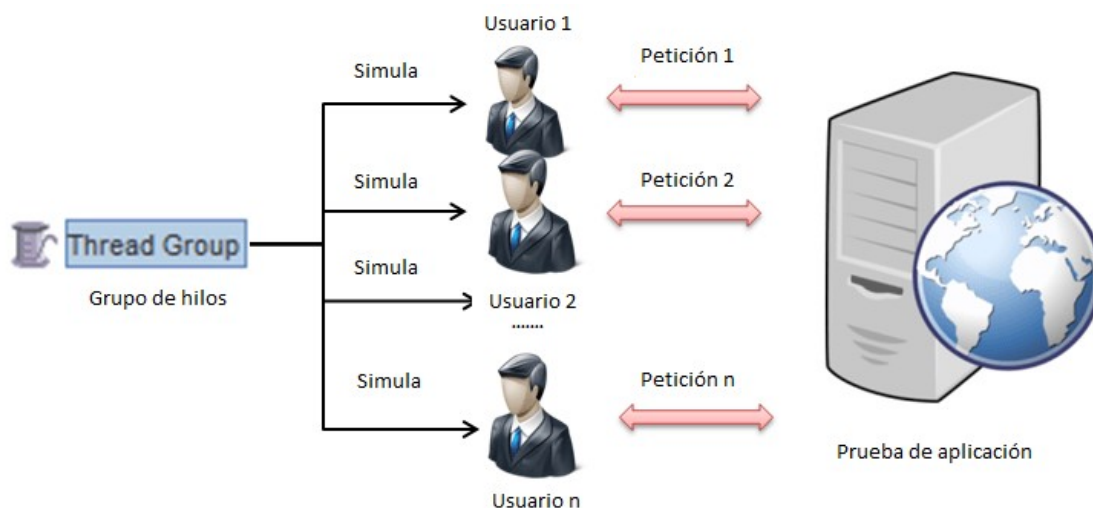 Usuario 1
Simula
Petición 1
Simula
Petición 2
Thread Group
Grupo de hilos
Simula
Usuario 2
.......
Simula
Petición n
Prueba de aplicación
Usuario n